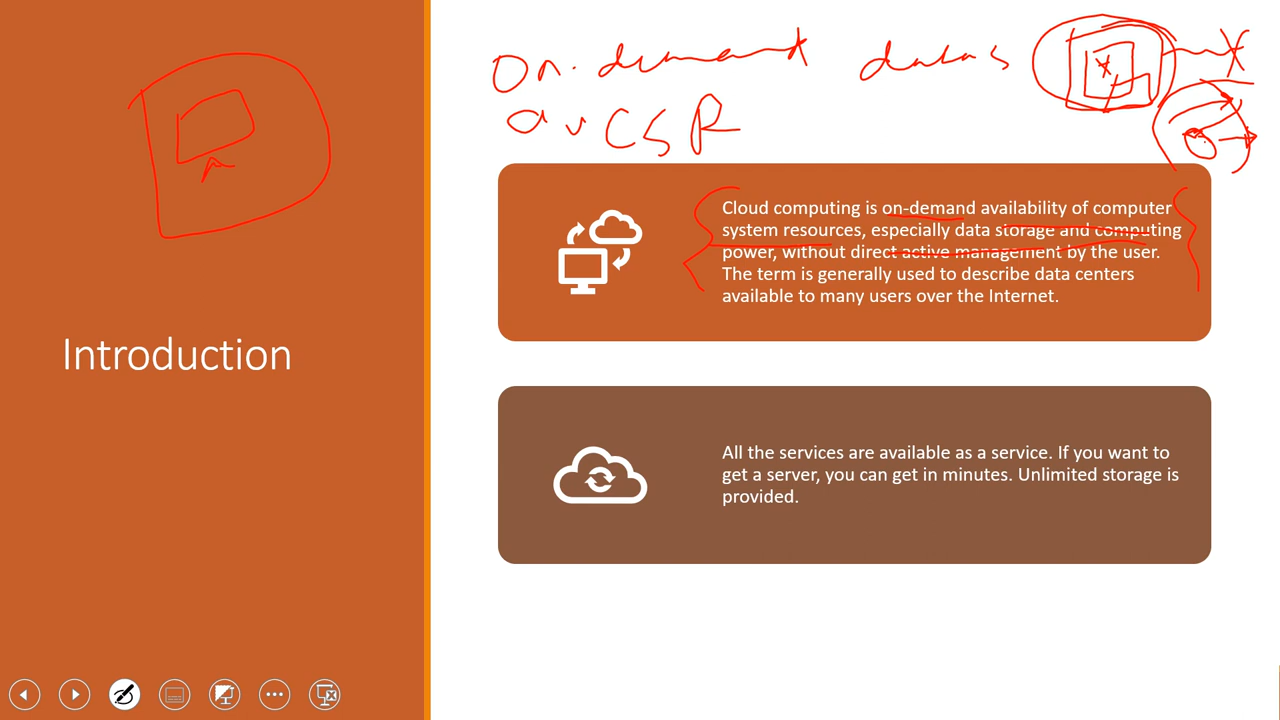 On-demand datas
av CSR
Cloud computing is on-demand availability of computer
system resources, especially data storage and computing
power, without direct active management by the user.
The term is generally used to describe data centers
available to many users over the Internet.
Introduction
All the services are available as a service. If you want to
get a server, you can get in minutes. Unlimited storage is
provided.